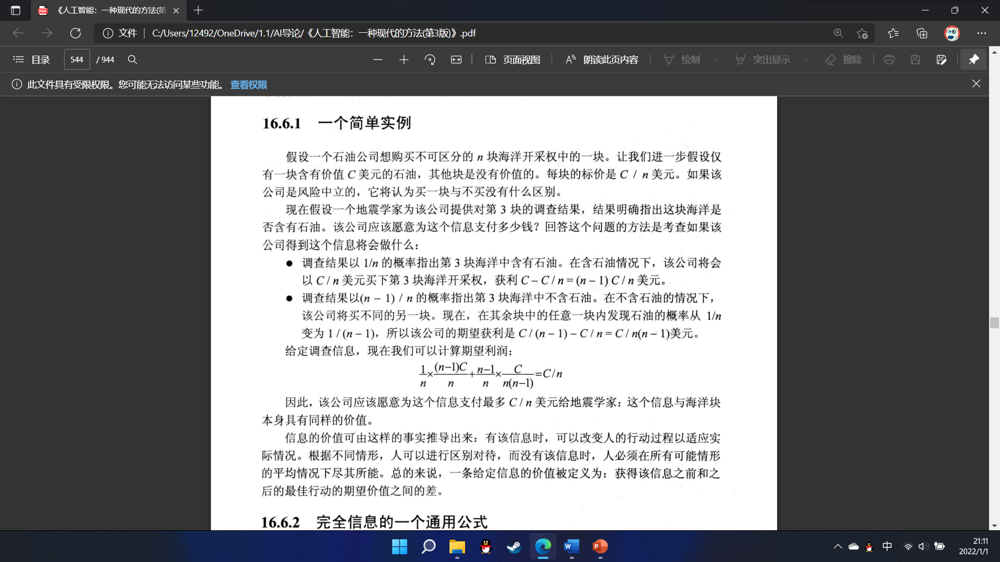 《人工智能：一种现代的方法(第
文件 C:/Users/12492/OneDrive/1.1/AI导论/《人工智能：一种现代的方法(第3版)》.pdf
目录 544 / 944 页面视图 朗读此页内容 绘制 突出显示 擦除
此文件具有受限权限。您可能无法访问某些功能。 查看权限
16.6.1 一个简单实例
假设一个石油公司想购买不可区分的 n 块海洋开采权中的一块。让我们进一步假设仅
有一块含有价值 C 美元的石油，其他块是没有价值的。每块的标价是 C / n 美元。如果该
公司是风险中立的，它将认为买一块与不买没有什么区别。
现在假设一个地震学家为该公司提供对第 3 块的调查结果，结果明确指出这块海洋是
否含有石油。该公司应该愿意为这个信息支付多少钱？回答这个问题的方法是考查如果该
公司得到这个信息将会做什么：
● 调查结果以 1/n 的概率指出第 3 块海洋中含有石油。在含石油情况下，该公司将会
以 C / n 美元买下第 3 块海洋开采权，获利 C – C / n = (n – 1) C / n 美元。
● 调查结果以(n – 1) / n 的概率指出第 3 块海洋中不含石油。在不含石油的情况下，
该公司将买不同的另一块。现在，在其余块中的任意一块内发现石油的概率从 1/n
变为 1 / (n – 1)，所以该公司的期望获利是 C / (n – 1) – C / n = C / n(n – 1)美元。
给定调查信息，现在我们可以计算期望利润：
1/n × (n–1)C/n + n–1/n × C/n(n–1) = C/n
因此，该公司应该愿意为这个信息支付最多 C / n 美元给地震学家：这个信息与海洋块
本身具有同样的价值。
信息的价值可由这样的事实推导出来：有该信息时，可以改变人的行动过程以适应实
际情况。根据不同情形，人可以进行区别对待，而没有该信息时，人必须在所有可能情形
的平均情况下尽其所能。总的来说，一条给定信息的价值被定义为：获得该信息之前和之
后的最佳行动的期望价值之间的差。
16.6.2 完全信息的一个通用公式
中 21:11
2022/1/1